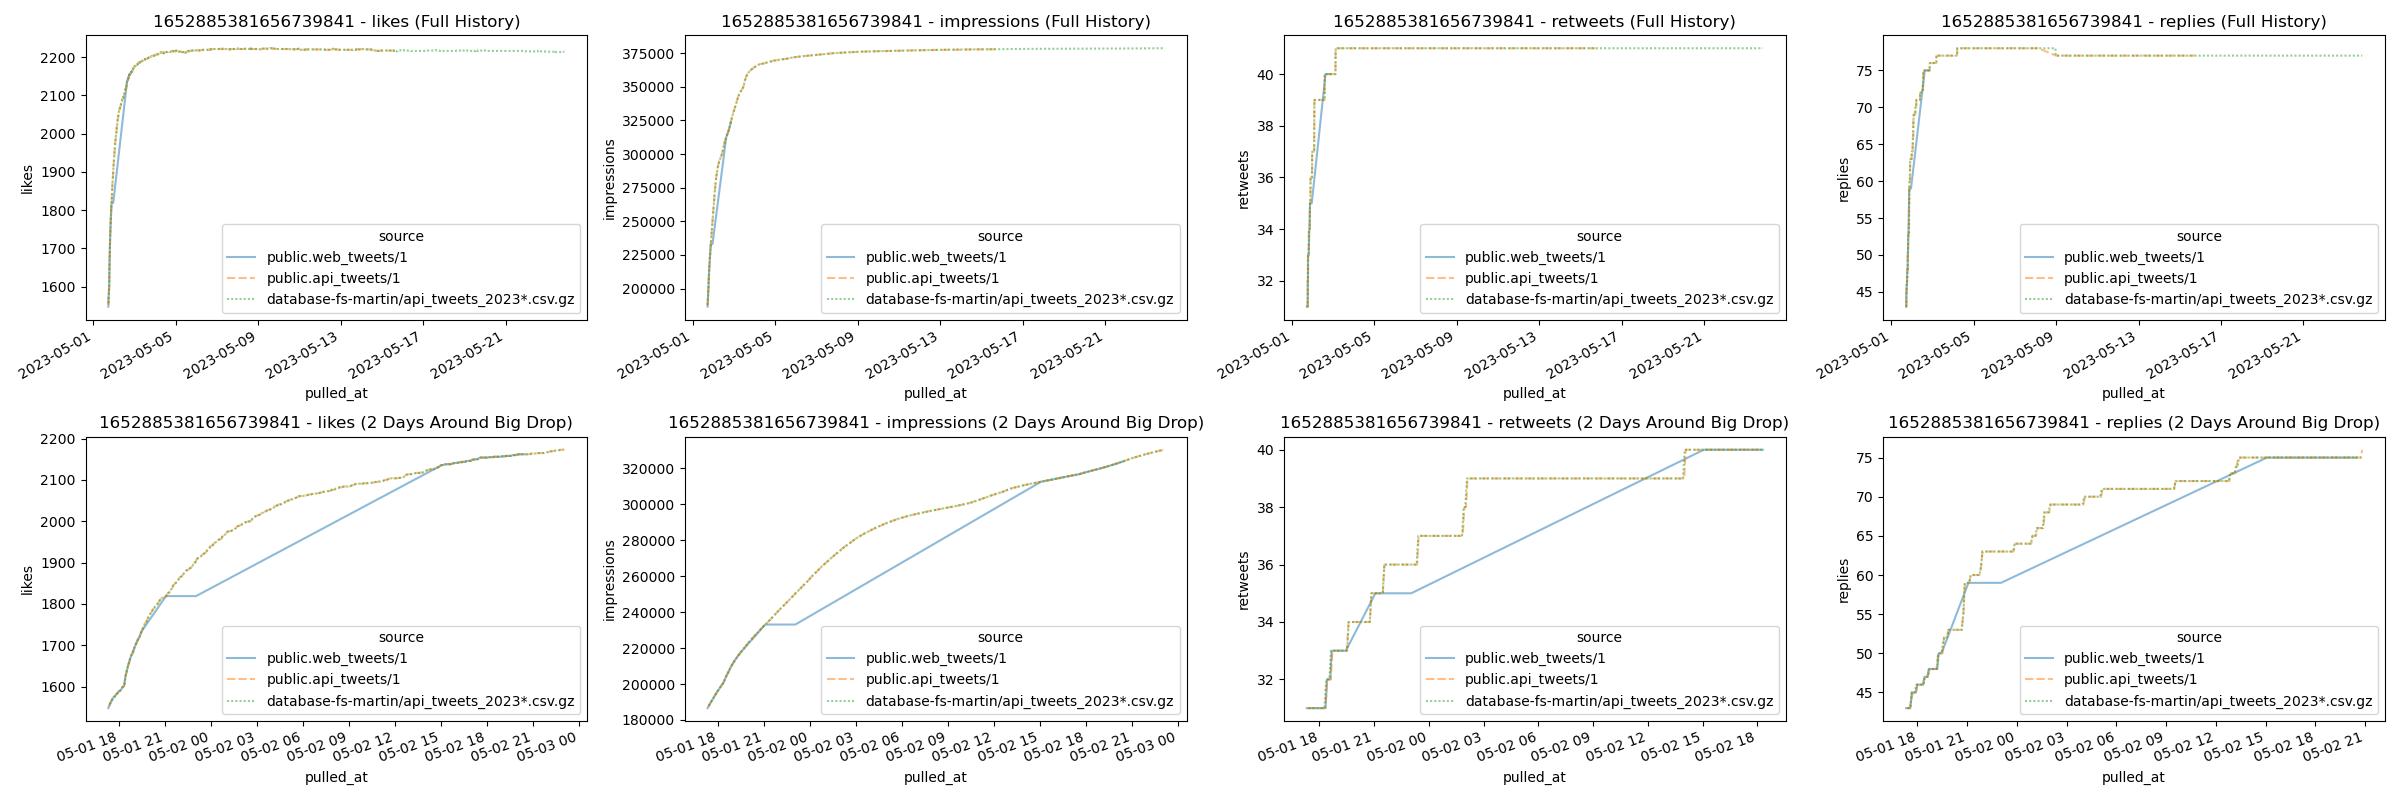 1652885381656739841 - likes (Full History)
2200
2100
2000
1900
1800
1700
1600
likes
source
public.web_tweets/1
public.api_tweets/1
database-fs-martin/api_tweets_2023*.csv.gz
2023-05-01
2023-05-05
2023-05-09
2023-05-13
2023-05-17
2023-05-21
pulled_at
1652885381656739841 - impressions (Full History)
375000
350000
325000
300000
275000
250000
225000
200000
impressions
source
public.web_tweets/1
public.api_tweets/1
database-fs-martin/api_tweets_2023*.csv.gz
2023-05-01
2023-05-05
2023-05-09
2023-05-13
2023-05-17
2023-05-21
pulled_at
1652885381656739841 - retweets (Full History)
40
38
36
34
32
retweets
source
public.web_tweets/1
public.api_tweets/1
database-fs-martin/api_tweets_2023*.csv.gz
2023-05-01
2023-05-05
2023-05-09
2023-05-13
2023-05-17
2023-05-21
pulled_at
1652885381656739841 - replies (Full History)
75
70
65
60
55
50
45
replies
source
public.web_tweets/1
public.api_tweets/1
database-fs-martin/api_tweets_2023*.csv.gz
2023-05-01
2023-05-05
2023-05-09
2023-05-13
2023-05-17
2023-05-21
pulled_at
1652885381656739841 - likes (2 Days Around Big Drop)
2200
2100
2000
1900
1800
1700
1600
likes
source
public.web_tweets/1
public.api_tweets/1
database-fs-martin/api_tweets_2023*.csv.gz
05-01 18
05-01 21
05-02 00
05-02 03
05-02 06
05-02 09
05-02 12
05-02 15
05-02 18
05-02 21
05-03 00
pulled_at
1652885381656739841 - impressions (2 Days Around Big Drop)
320000
300000
280000
260000
240000
220000
200000
180000
impressions
source
public.web_tweets/1
public.api_tweets/1
database-fs-martin/api_tweets_2023*.csv.gz
05-01 18
05-01 21
05-02 00
05-02 03
05-02 06
05-02 09
05-02 12
05-02 15
05-02 18
05-02 21
05-03 00
pulled_at
1652885381656739841 - retweets (2 Days Around Big Drop)
40
38
36
34
32
retweets
source
public.web_tweets/1
public.api_tweets/1
database-fs-martin/api_tweets_2023*.csv.gz
05-01 18
05-01 21
05-02 00
05-02 03
05-02 06
05-02 09
05-02 12
05-02 15
05-02 18
pulled_at
1652885381656739841 - replies (2 Days Around Big Drop)
75
70
65
60
55
50
45
replies
source
public.web_tweets/1
public.api_tweets/1
database-fs-martin/api_tweets_2023*.csv.gz
05-01 18
05-01 21
05-02 00
05-02 03
05-02 06
05-02 09
05-02 12
05-02 15
05-02 18
05-02 21
pulled_at